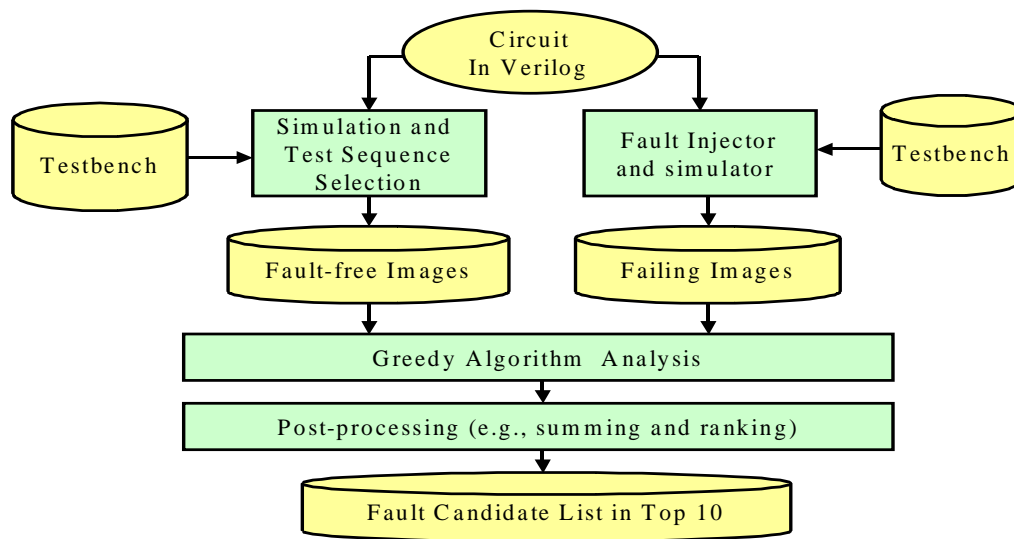 Circuit
In Verilog
Testbench
Simulation and
Test Sequence
Selection
Fault Injector
and simulator
Testbench
Fault-free Images
Failing Images
Greedy Algorithm Analysis
Post-processing (e.g., summing and ranking)
Fault Candidate List in Top 10